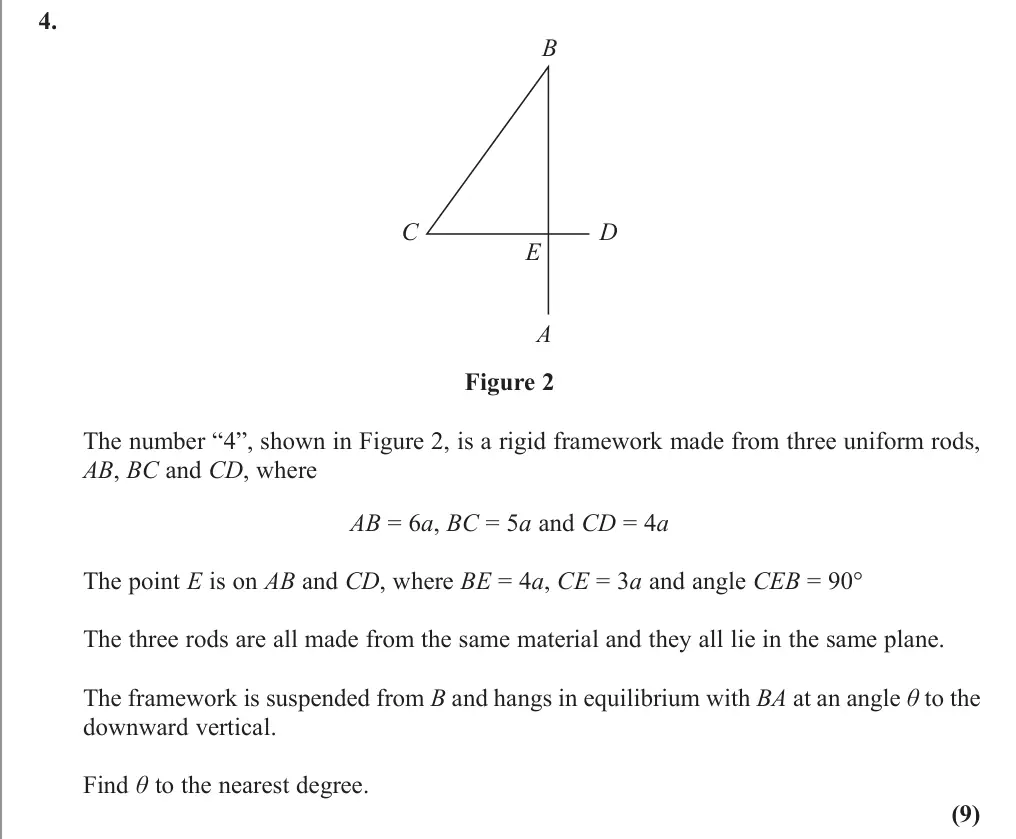 4.
B
C
D
E
A
Figure 2
The number “4”, shown in Figure 2, is a rigid framework made from three uniform rods,
AB, BC and CD, where
AB = 6a, BC = 5a and CD = 4a
The point E is on AB and CD, where BE = 4a, CE = 3a and angle CEB = 90°
The three rods are all made from the same material and they all lie in the same plane.
The framework is suspended from B and hangs in equilibrium with BA at an angle θ to the
downward vertical.
Find θ to the nearest degree.
(9)